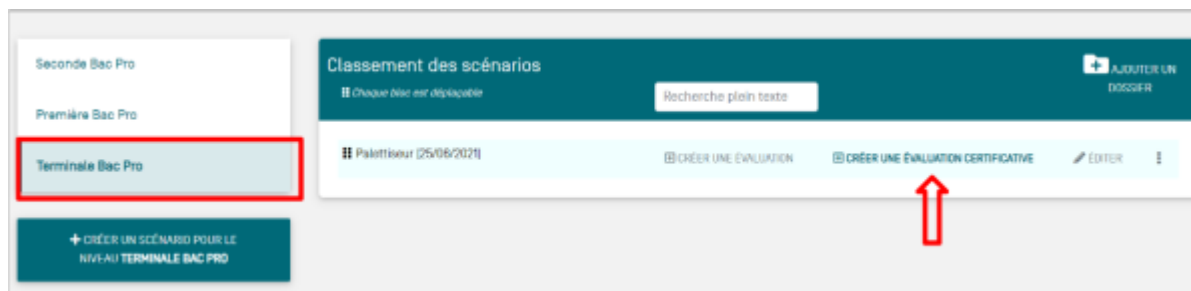 Seconde Bac Pro
Première Bac Pro
Terminale Bac Pro
+ CRÉER UN SCÉNARIO POUR LE
NIVEAU TERMINALE BAC PRO
Classement des scénarios
Chaque bloc est déplaçable
Recherche plein texte
AJOUTER UN
DOSSIER
Palettiseur (25/06/2021)
CRÉER UNE ÉVALUATION
CRÉER UNE ÉVALUATION CERTIFICATIVE
ÉDITER